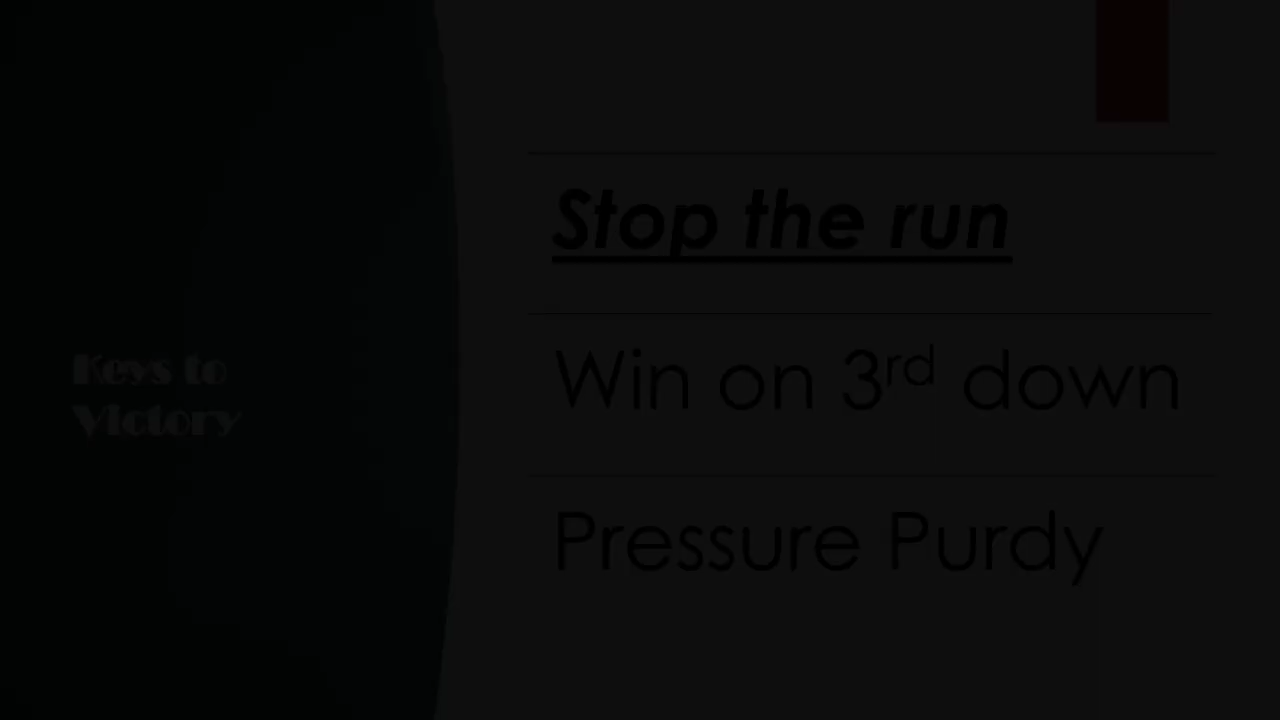 Keys to
Victory
Stop the run
Win on 3rd down
Pressure Purdy